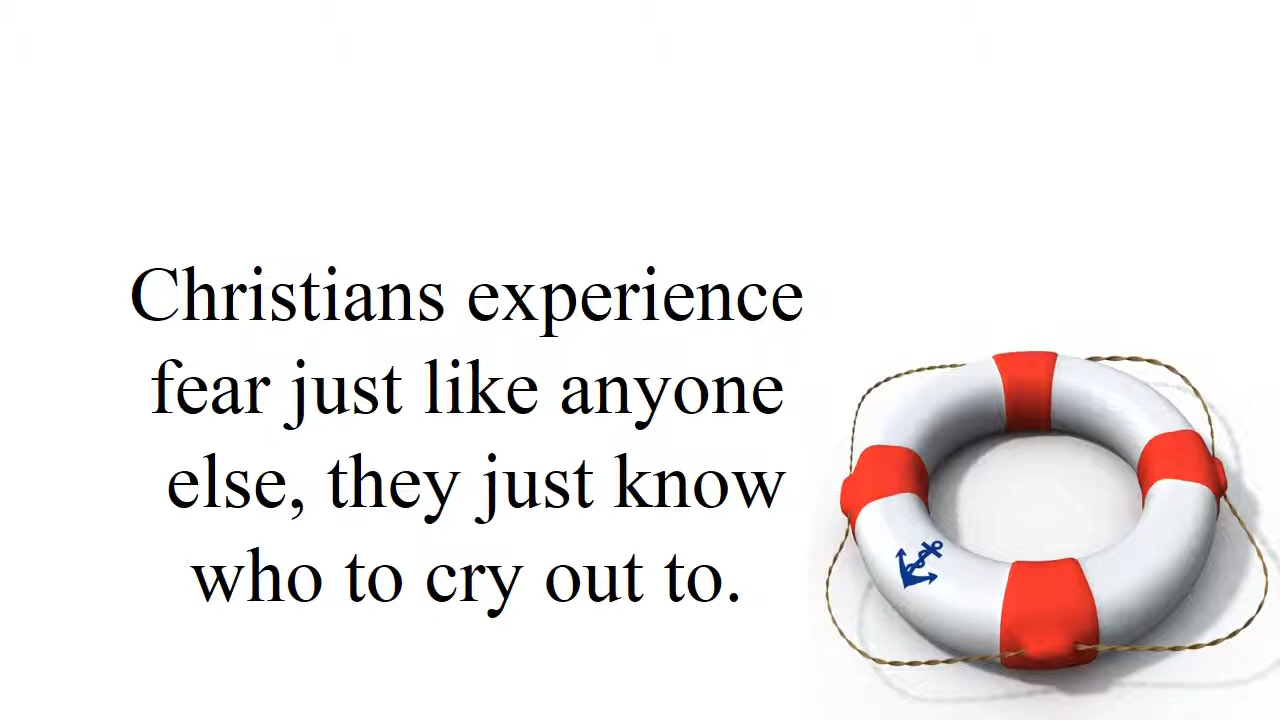 Christians experience
fear just like anyone
else, they just know
who to cry out to.